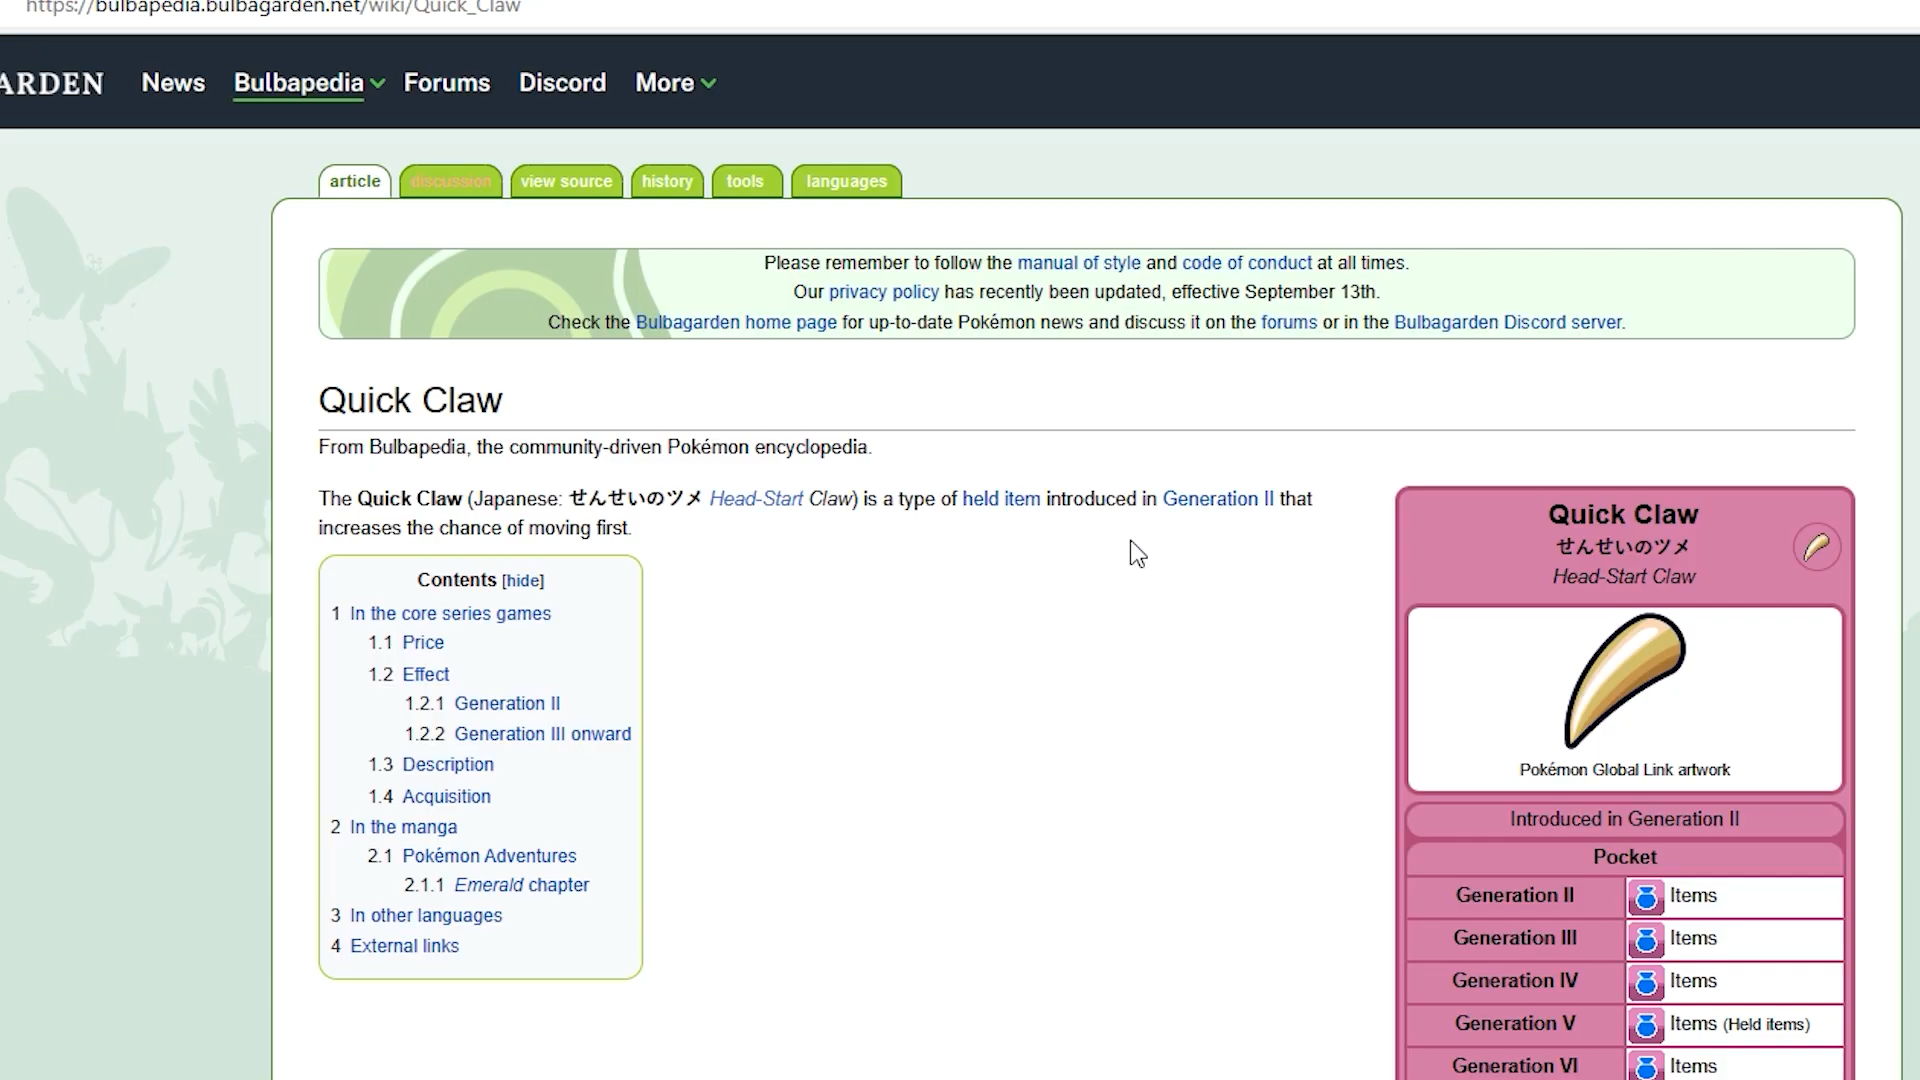 https://bulbapedia.bulbagarden.net/wiki/Quick_Claw
ARDEN News Bulbapedia Forums Discord More
article discussion view source history tools languages
Please remember to follow the manual of style and code of conduct at all times.
Our privacy policy has recently been updated, effective September 13th.
Check the Bulbagarden home page for up-to-date Pokémon news and discuss it on the forums or in the Bulbagarden Discord server.
Quick Claw
From Bulbapedia, the community-driven Pokémon encyclopedia.
The Quick Claw (Japanese: せんせいのツメ Head-Start Claw) is a type of held item introduced in Generation II that
increases the chance of moving first.
Contents [hide]
1 In the core series games
1.1 Price
1.2 Effect
1.2.1 Generation II
1.2.2 Generation III onward
1.3 Description
1.4 Acquisition
2 In the manga
2.1 Pokémon Adventures
2.1.1 Emerald chapter
3 In other languages
4 External links
Quick Claw
せんせいのツメ
Head-Start Claw
Pokémon Global Link artwork
Introduced in Generation II
Pocket
Generation II Items
Generation III Items
Generation IV Items
Generation V Items (Held items)
Generation VI Items